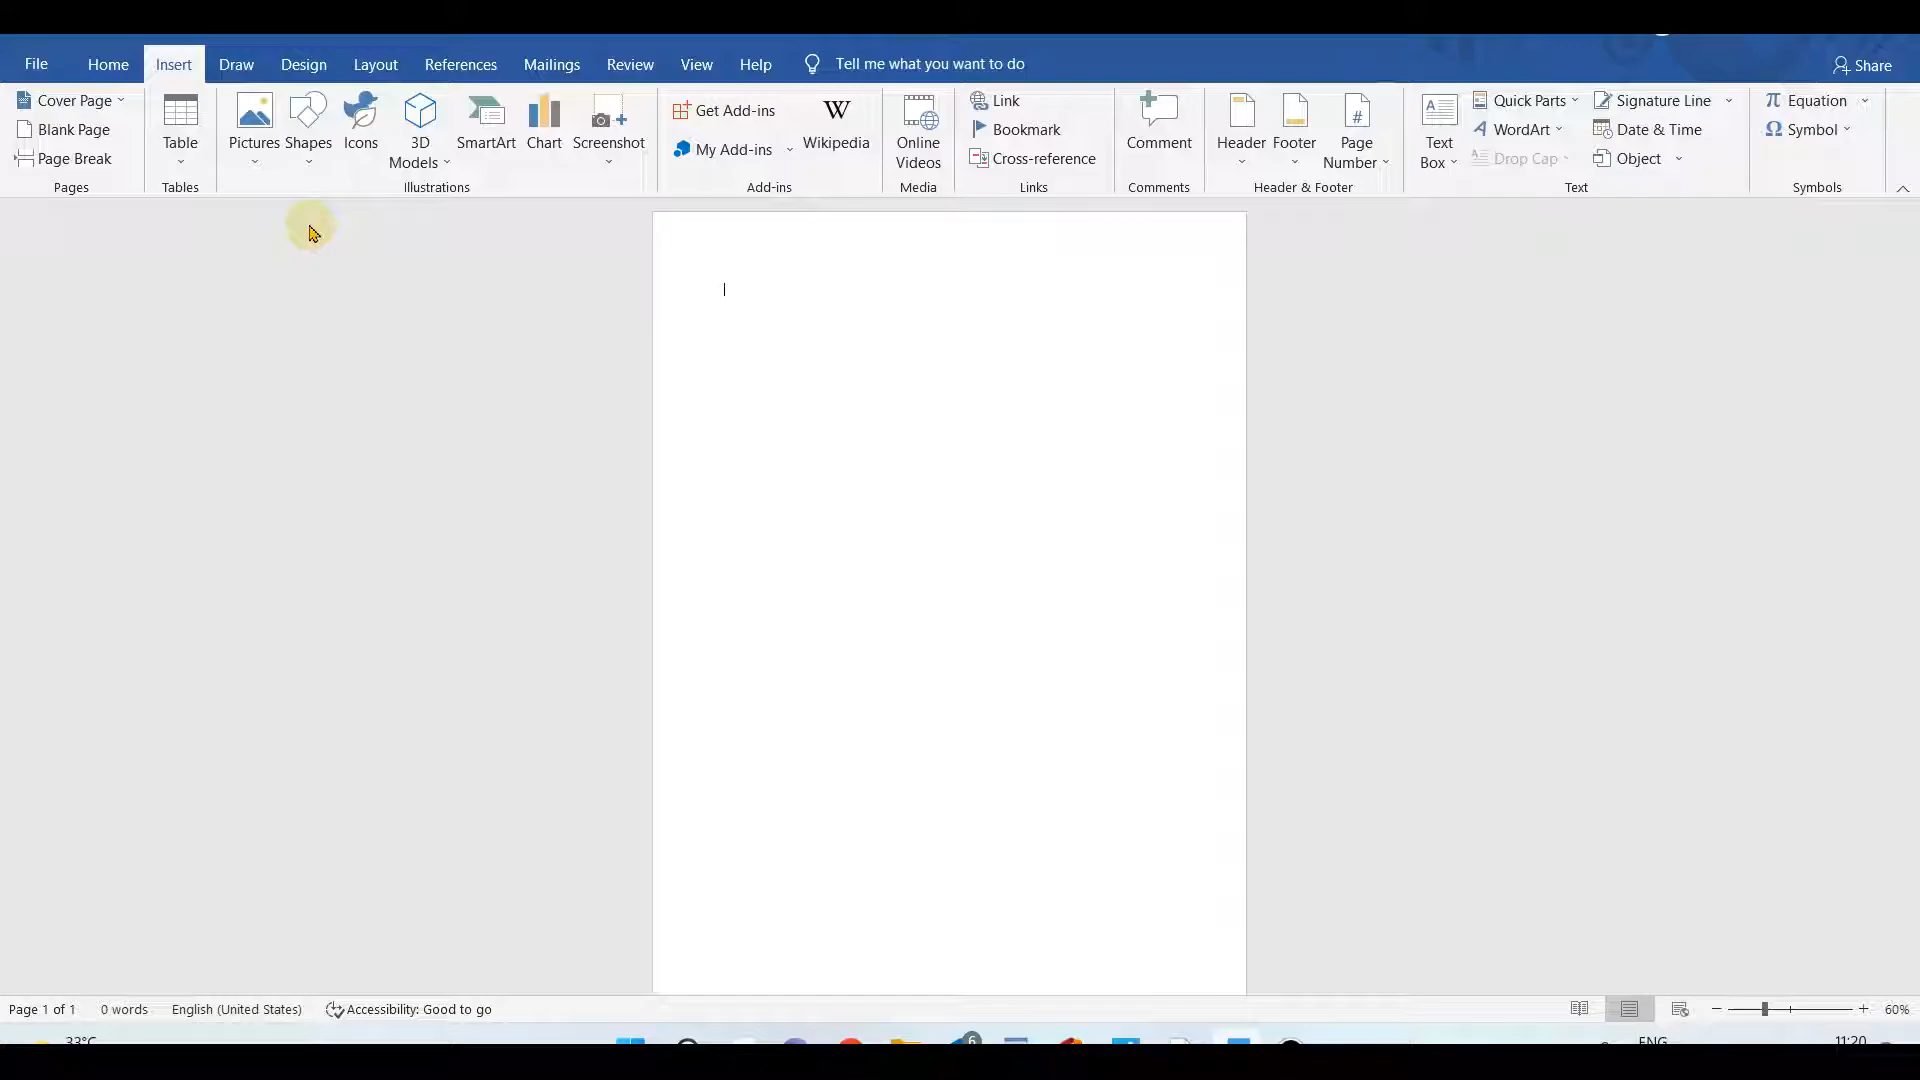 File Home Insert Draw Design Layout References Mailings Review View Help Tell me what you want to do Share
Cover Page
Blank Page
Page Break
Pages
Table
Tables
Pictures Shapes Icons 3D Models SmartArt Chart Screenshot
Illustrations
Get Add-ins
My Add-ins
W
Wikipedia
Add-ins
Online
Videos
Media
Link
Bookmark
Cross-reference
Links
Comment
Comments
Header Footer Page Number
#
Header & Footer
Text
Box
Quick Parts
WordArt
Drop Cap
Signature Line
Date & Time
Object
Text
π Equation
Ω Symbol
Symbols
Page 1 of 1 0 words English (United States) Accessibility: Good to go 60%
33°C 6 ENG 11:20